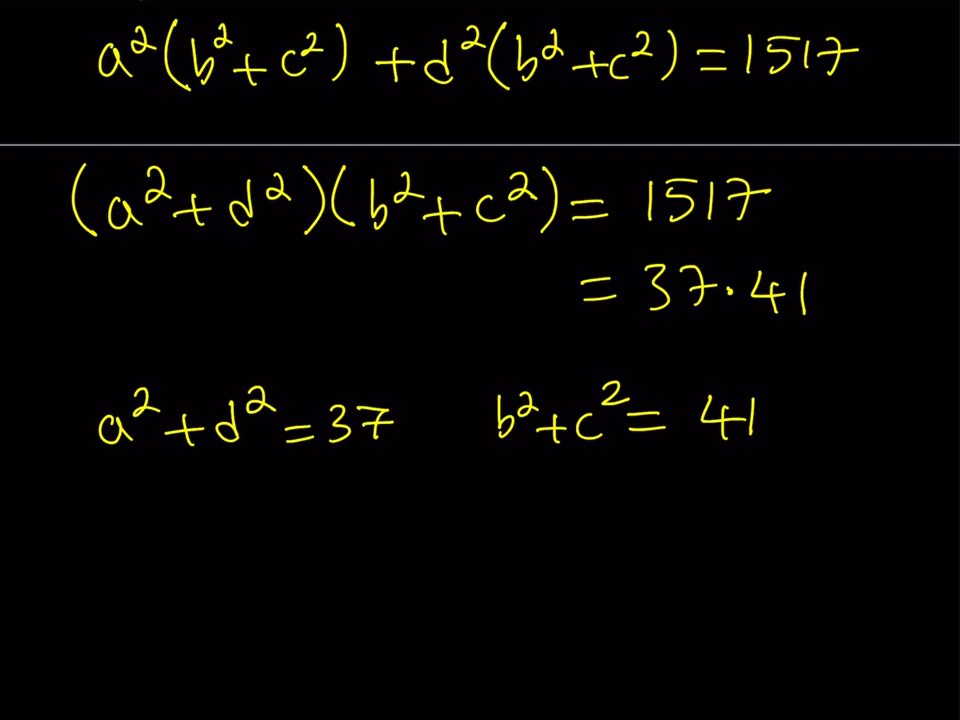 a²(b²+c²) +d²(b²+c²) = 1517
(a²+d²)(b²+c²) = 1517
= 37·41
a²+d² = 37 b²+c² = 41